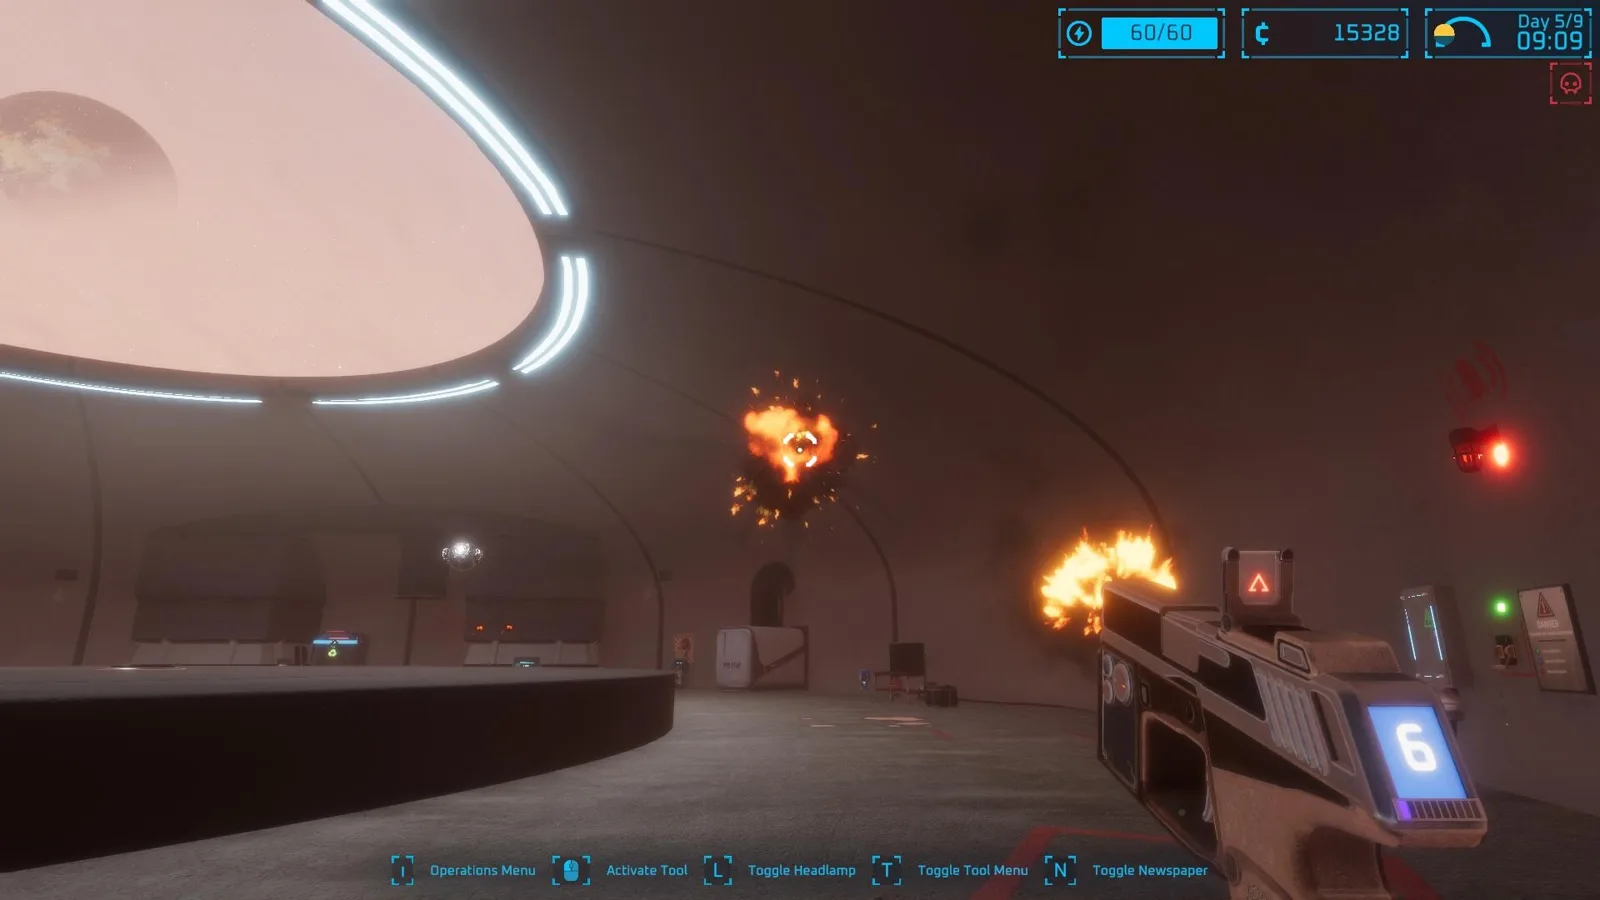 60/60
15328
Day 5/9
09:09
DANGER
6
I Operations Menu
Activate Tool
L Toggle Headlamp
T Toggle Tool Menu
N Toggle Newspaper